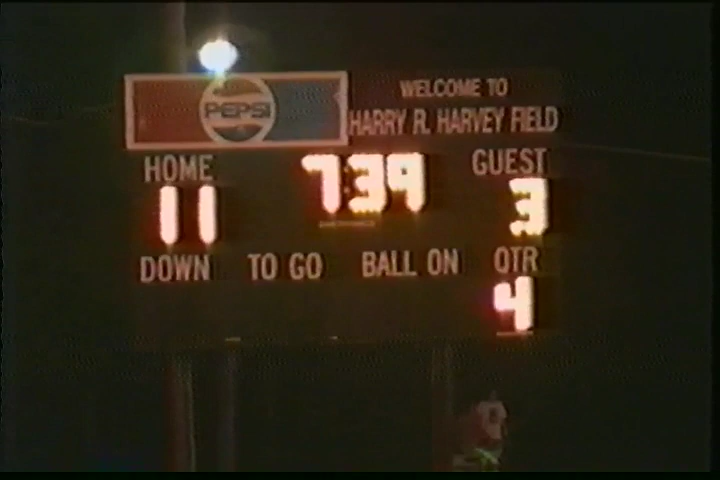 PEPSI
WELCOME TO
HARRY R. HARVEY FIELD
HOME 7:39 GUEST
11 3
DOWN TO GO BALL ON QTR
4